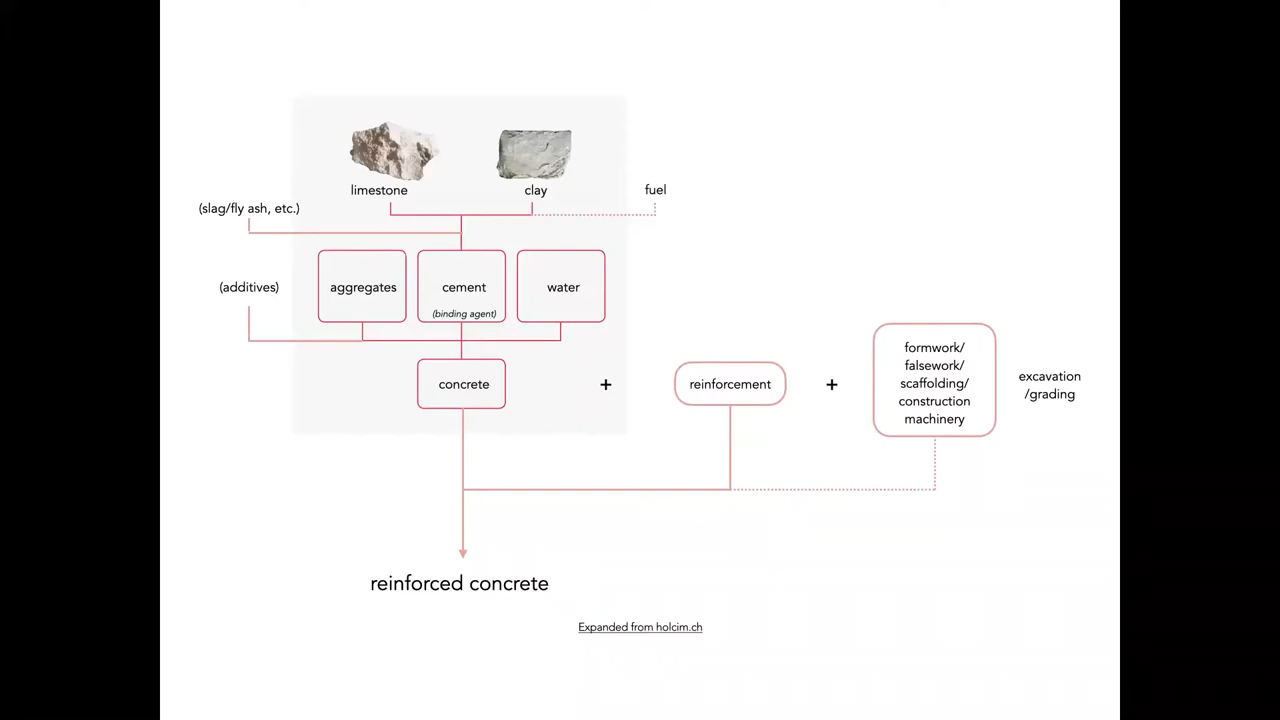 limestone
clay
fuel
(slag/fly ash, etc.)
(additives)
aggregates
cement
(binding agent)
water
concrete
+
reinforcement
+
formwork/
falsework/
scaffolding/
construction
machinery
excavation
/grading
reinforced concrete
Expanded from holcim.ch